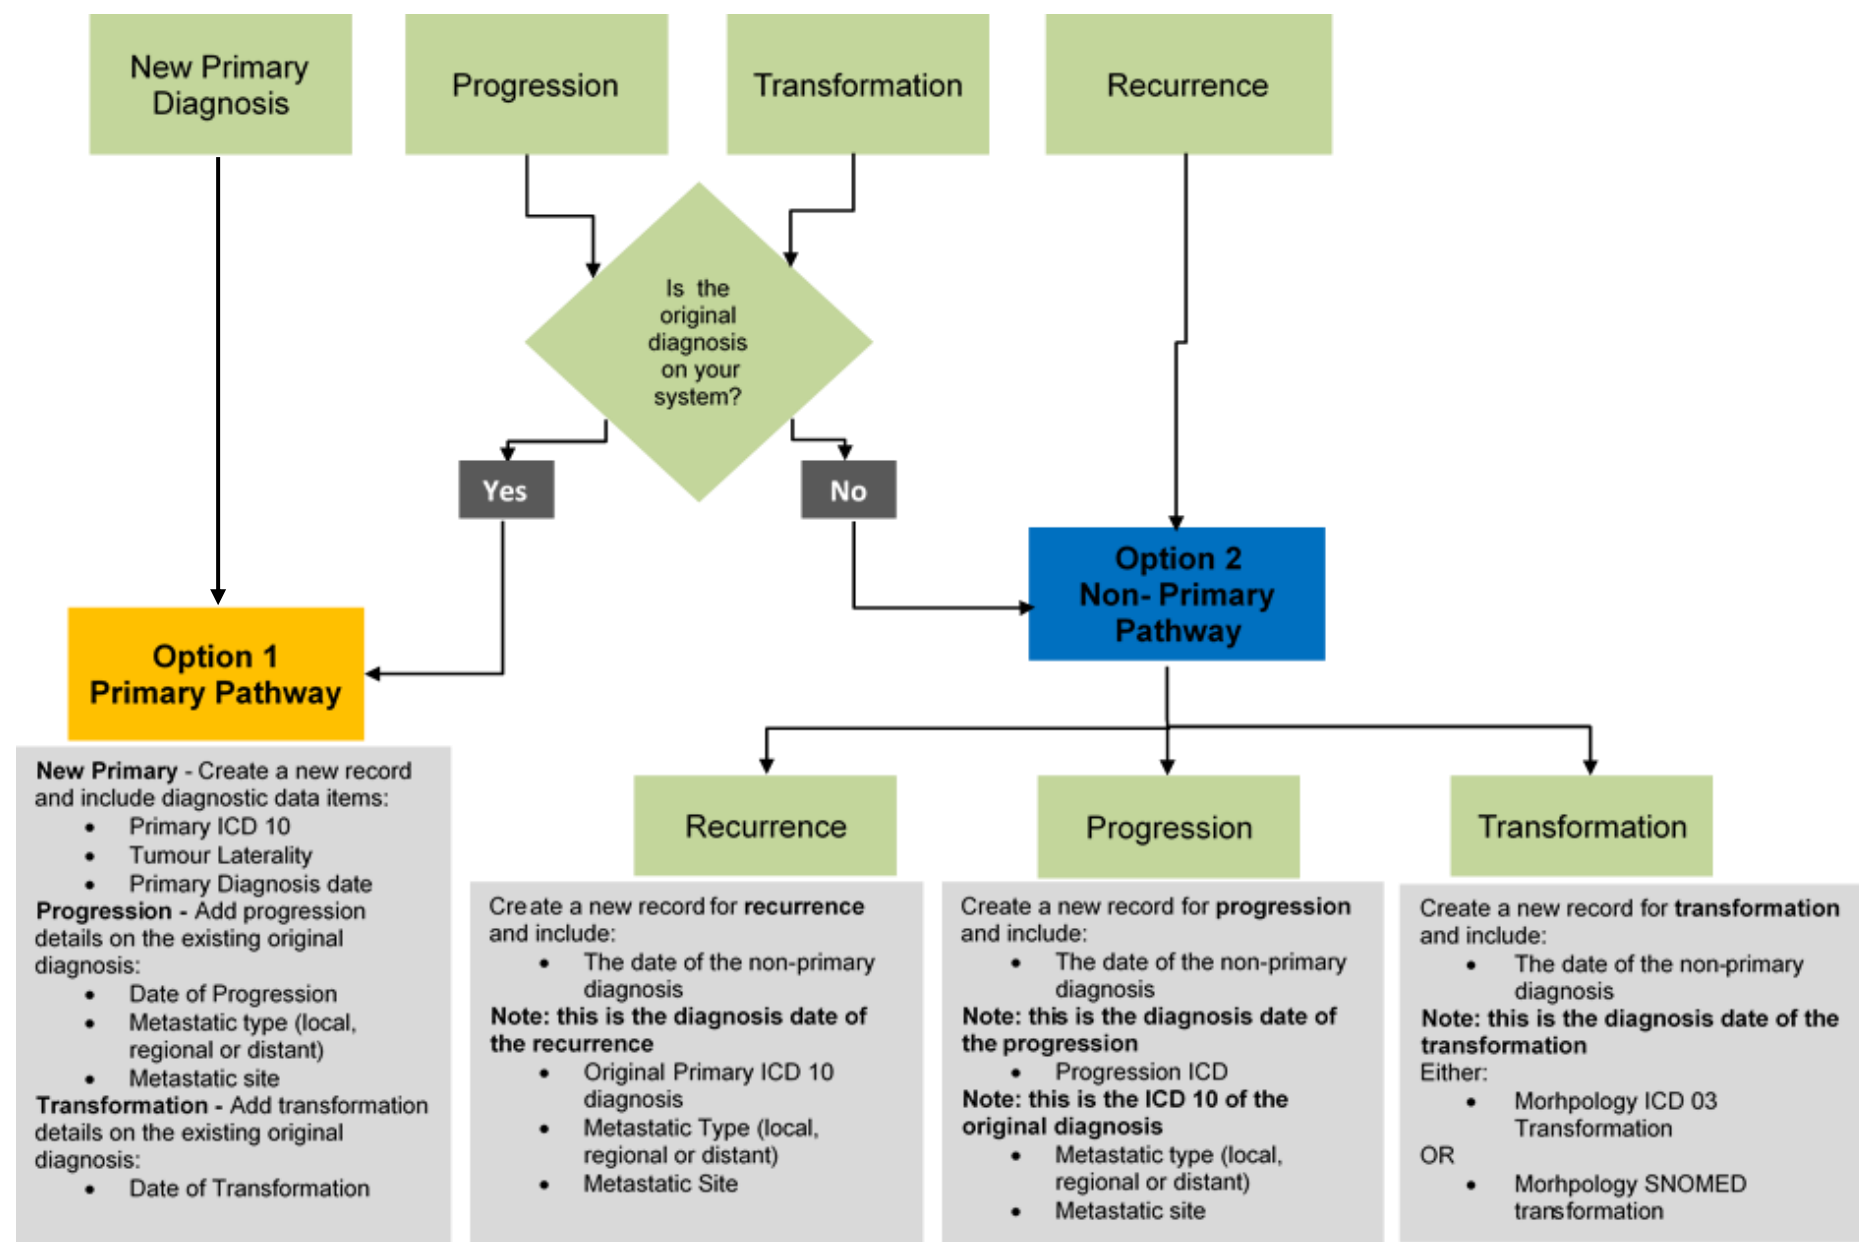 New Primary
Diagnosis
Progression
Transformation
Recurrence
Is the
original
diagnosis
on your
system?
Yes
No
Option 1
Primary Pathway
Option 2
Non- Primary
Pathway
New Primary - Create a new record
and include diagnostic data items:
• Primary ICD 10
• Tumour Laterality
• Primary Diagnosis date
Progression - Add progression
details on the existing original
diagnosis:
• Date of Progression
• Metastatic type (local,
regional or distant)
• Metastatic site
Transformation - Add transformation
details on the existing original
diagnosis:
• Date of Transformation
Recurrence
Create a new record for recurrence
and include:
• The date of the non-primary
diagnosis
Note: this is the diagnosis date of
the recurrence
• Original Primary ICD 10
diagnosis
• Metastatic Type (local,
regional or distant)
• Metastatic Site
Progression
Create a new record for progression
and include:
• The date of the non-primary
diagnosis
Note: this is the diagnosis date of
the progression
• Progression ICD
Note: this is the ICD 10 of the
original diagnosis
• Metastatic type (local,
regional or distant)
• Metastatic site
Transformation
Create a new record for transformation
and include:
• The date of the non-primary
diagnosis
Note: this is the diagnosis date of the
transformation
Either:
• Morhpology ICD 03
Transformation
OR
• Morhpology SNOMED
transformation